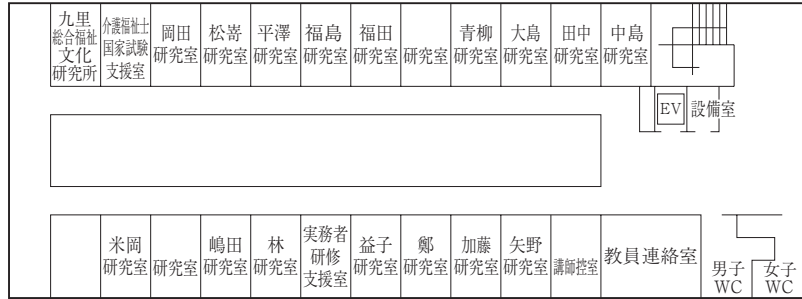 九里
総合福祉
文化
研究所
介護福祉士
国家試験
支援室
岡田
研究室
松嵜
研究室
平澤
研究室
福島
研究室
福田
研究室
研究室
青柳
研究室
大島
研究室
田中
研究室
中島
研究室
EV
設備室
米岡
研究室
研究室
嶋田
研究室
林
研究室
実務者
研修
支援室
益子
研究室
鄭
研究室
加藤
研究室
矢野
研究室
講師控室
教員連絡室
男子
WC
女子
WC